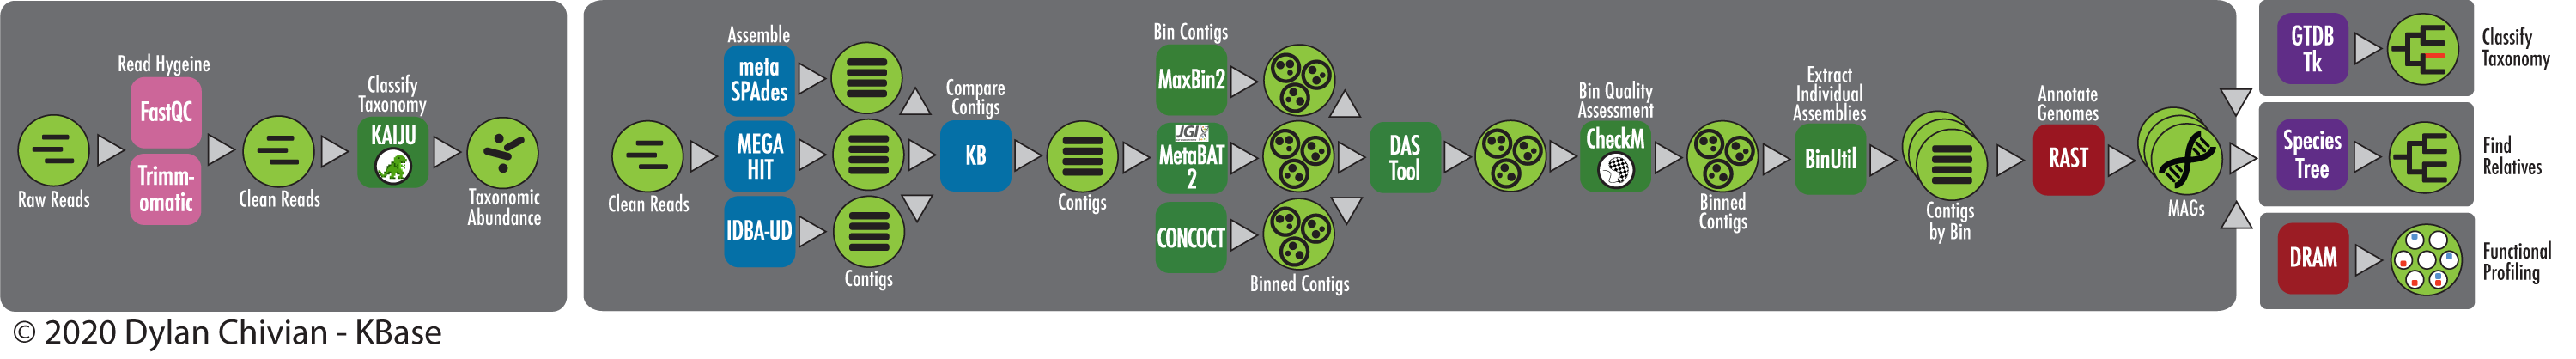 Read Hygeine
FastQC
Trimm-
omatic
Raw Reads
Clean Reads
Classify
Taxonomy
KAIJU
Taxonomic
Abundance
Clean Reads
Assemble
meta
SPAdes
MEGA
HIT
IDBA-UD
Contigs
Compare
Contigs
KB
Contigs
Bin Contigs
MaxBin2
JGI
MetaBAT
2
CONCOCT
Binned Contigs
DAS
Tool
Bin Quality
Assessment
CheckM
Binned
Contigs
Extract
Individual
Assemblies
BinUtil
Contigs
by Bin
Annotate
Genomes
RAST
MAGs
GTDB
Tk
Classify
Taxonomy
Species
Tree
Find
Relatives
DRAM
Functional
Profiling
© 2020 Dylan Chivian - KBase